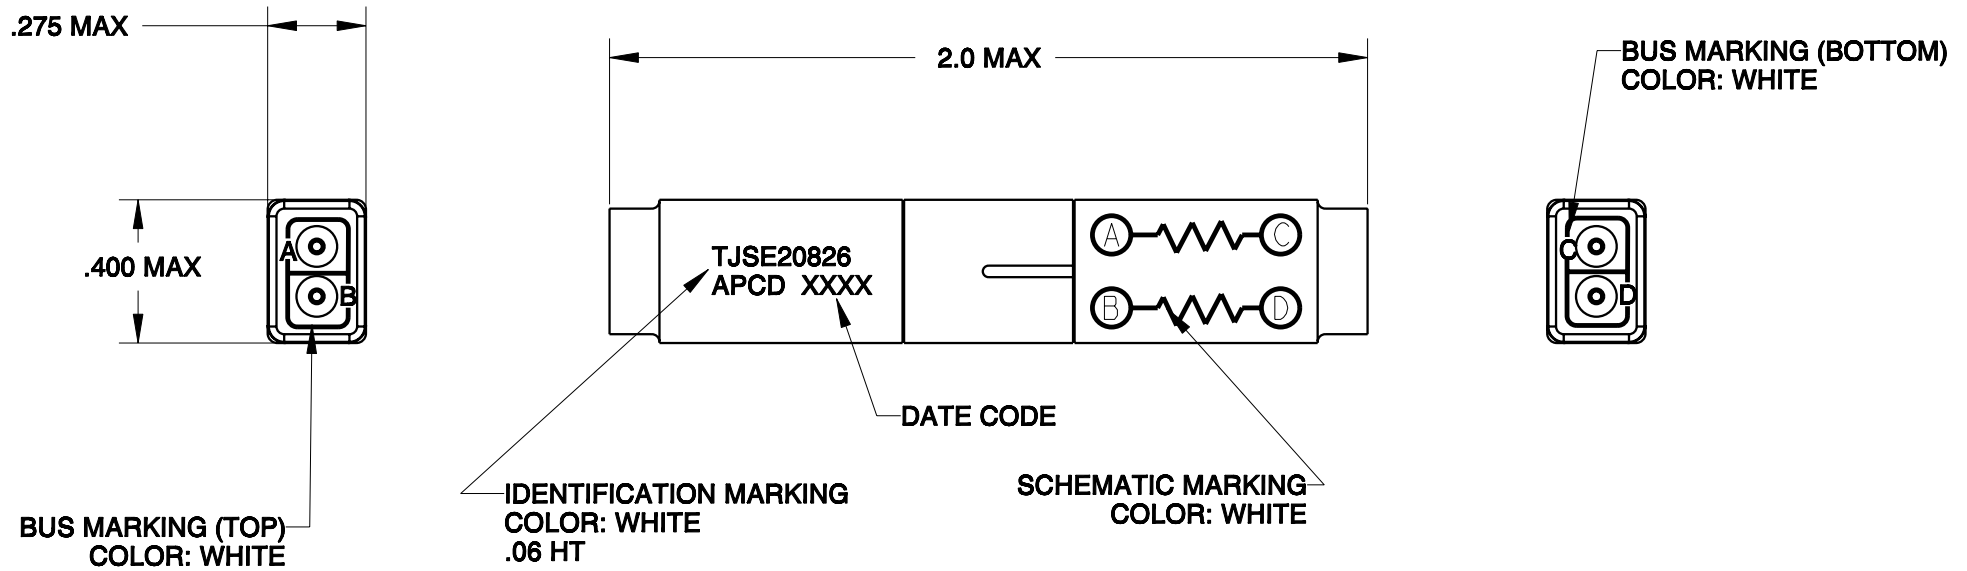 .275 MAX
2.0 MAX
BUS MARKING (BOTTOM)
COLOR: WHITE
.400 MAX
A
B
TJSE20826
APCD XXXX
A
C
B
D
C
D
DATE CODE
IDENTIFICATION MARKING
COLOR: WHITE
.06 HT
SCHEMATIC MARKING
COLOR: WHITE
BUS MARKING (TOP)
COLOR: WHITE